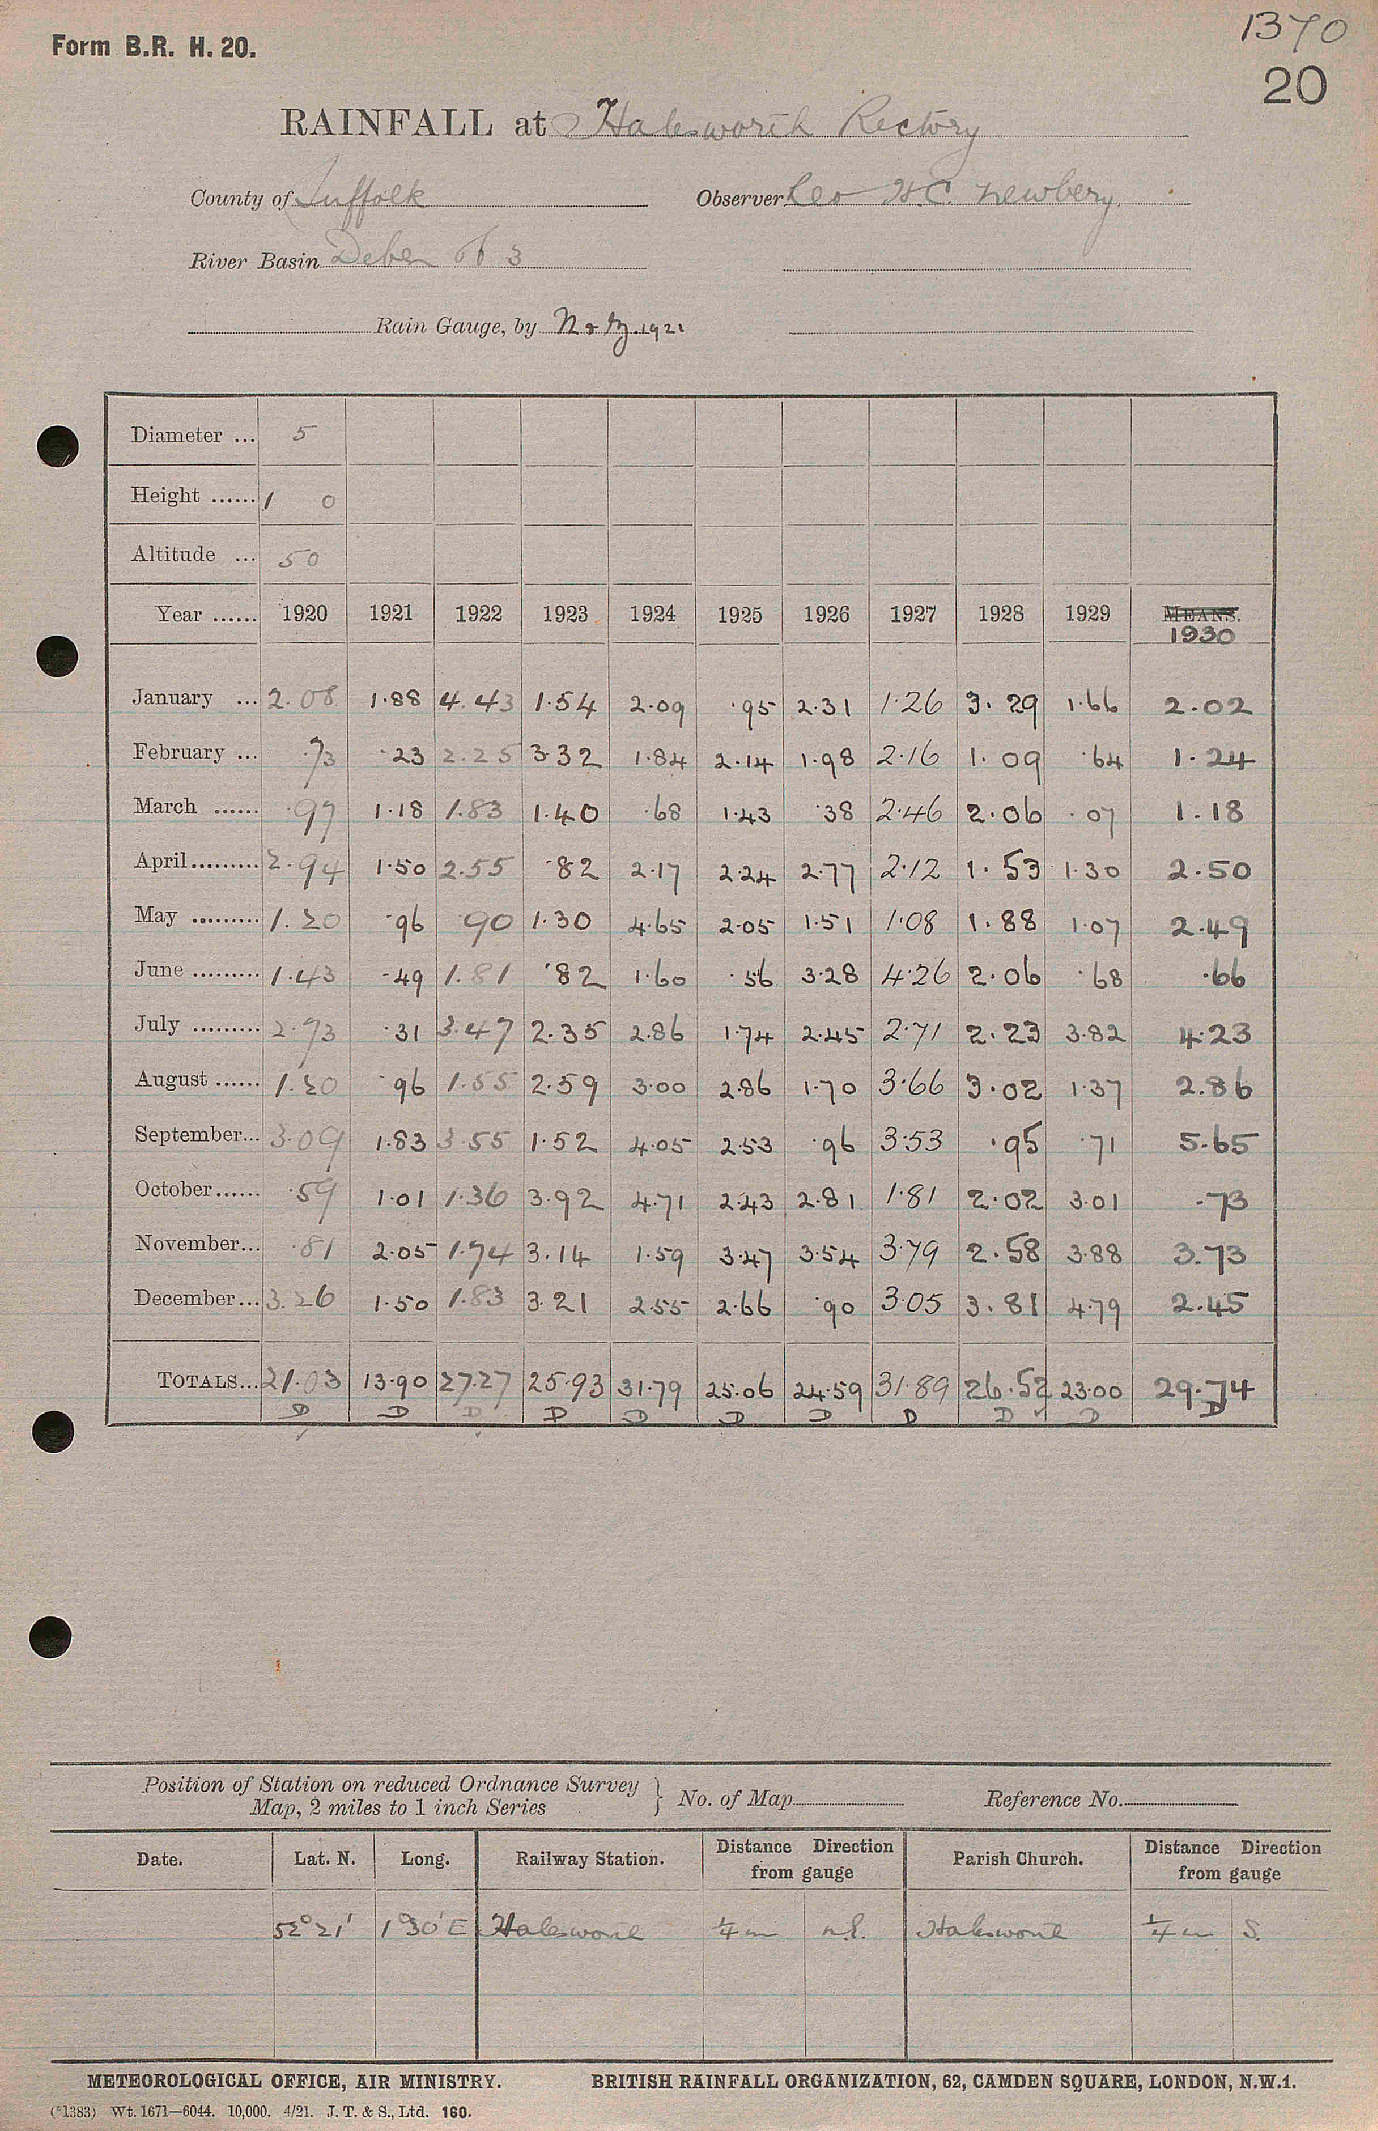 1370
Form B.R. H. 20.
20
RAINFALL at Halesworth Rectory
County of Suffolk Observer Leo H.C. Newbery.
River Basin Deben of 3
Rain Gauge, by N & Z 1921
Diameter ... 5
Height ...... 1 0
Altitude ... 50
Year ...... 1920 1921 1922 1923 1924 1925 1926 1927 1928 1929 MEANS. 1930
January ... 2.08 1.88 4.43 1.54 2.09 .95 2.31 1.26 3.29 1.66 2.02
February ... .73 .23 2.25 3.32 1.84 2.14 1.98 2.16 1.09 .64 1.24
March ...... .97 1.18 1.83 1.40 .68 1.43 .38 2.46 2.06 .07 1.18
April......... 2.94 1.50 2.55 .82 2.17 2.24 2.77 2.12 1.53 1.30 2.50
May ......... 1.20 .96 .90 1.30 4.65 2.05 1.51 1.08 1.88 1.07 2.49
June ......... 1.43 .49 1.81 .82 1.60 .56 3.28 4.26 2.06 .68 .66
July ......... 2.73 .31 3.47 2.35 2.86 1.74 2.45 2.71 2.23 3.82 4.23
August ...... 1.20 .96 1.55 2.59 3.00 2.86 1.70 3.66 3.02 1.37 2.86
September... 3.09 1.83 3.55 1.52 4.05 2.53 .96 3.53 .95 .71 5.65
October...... .59 1.01 1.36 3.92 4.71 2.43 2.81 1.81 2.02 3.01 .73
November... .81 2.05 1.74 3.14 1.59 3.47 3.54 3.79 2.58 3.88 3.73
December... 3.26 1.50 1.83 3.21 2.55 2.66 .90 3.05 3.81 4.79 2.45
TOTALS... 21.03 13.90 27.27 25.93 31.79 25.06 24.59 31.89 26.52 23.00 29.74
D D D D D D D D D D D
Position of Station on reduced Ordnance Survey
Map, 2 miles to 1 inch Series } No. of Map Reference No.
Date. Lat. N. Long. Railway Station. Distance Direction from gauge Parish Church. Distance Direction from gauge
52° 21' 1° 30' E Halesworth 1/4 m n.E. Halesworth 1/4 m S.
METEOROLOGICAL OFFICE, AIR MINISTRY. BRITISH RAINFALL ORGANIZATION, 62, CAMDEN SQUARE, LONDON, N.W.1.
(*1383) Wt. 1671—6044. 10,000. 4/21. J. T. & S., Ltd. 160.